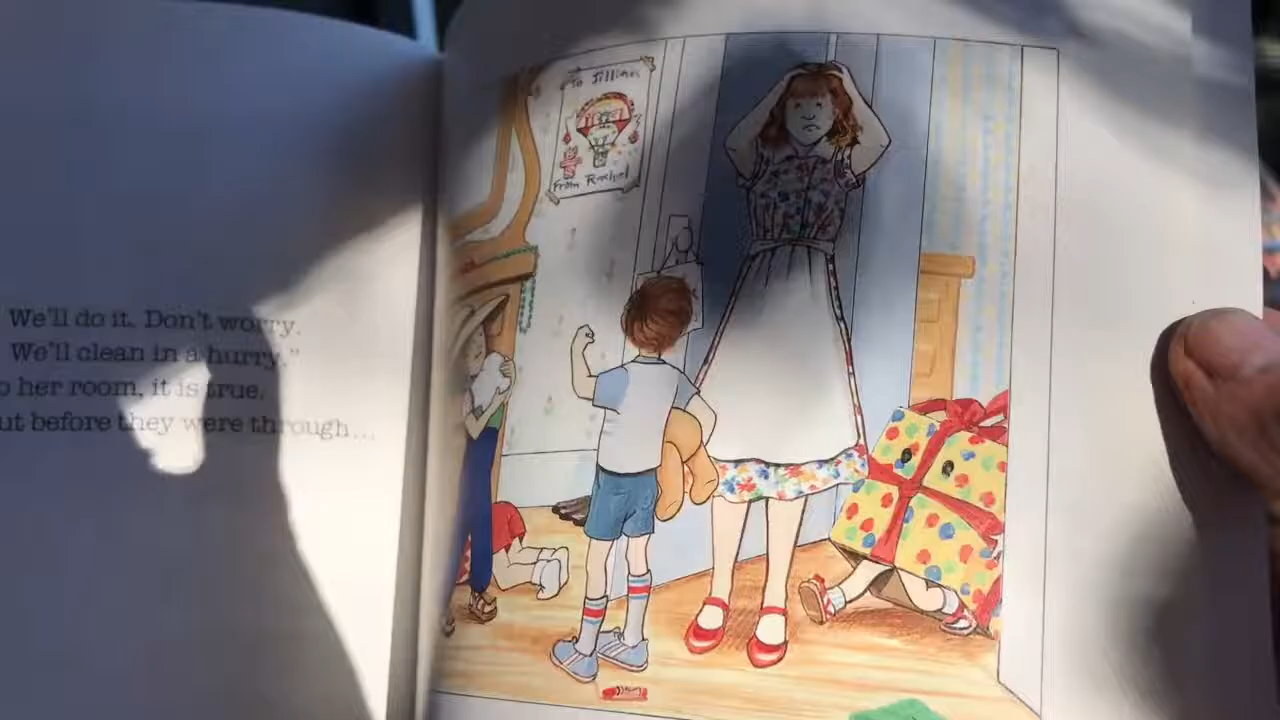 We'll do it. Don't worry.
We'll clean in a hurry."
her room, it is true,
before they were through...
To Jillian
From Rachel